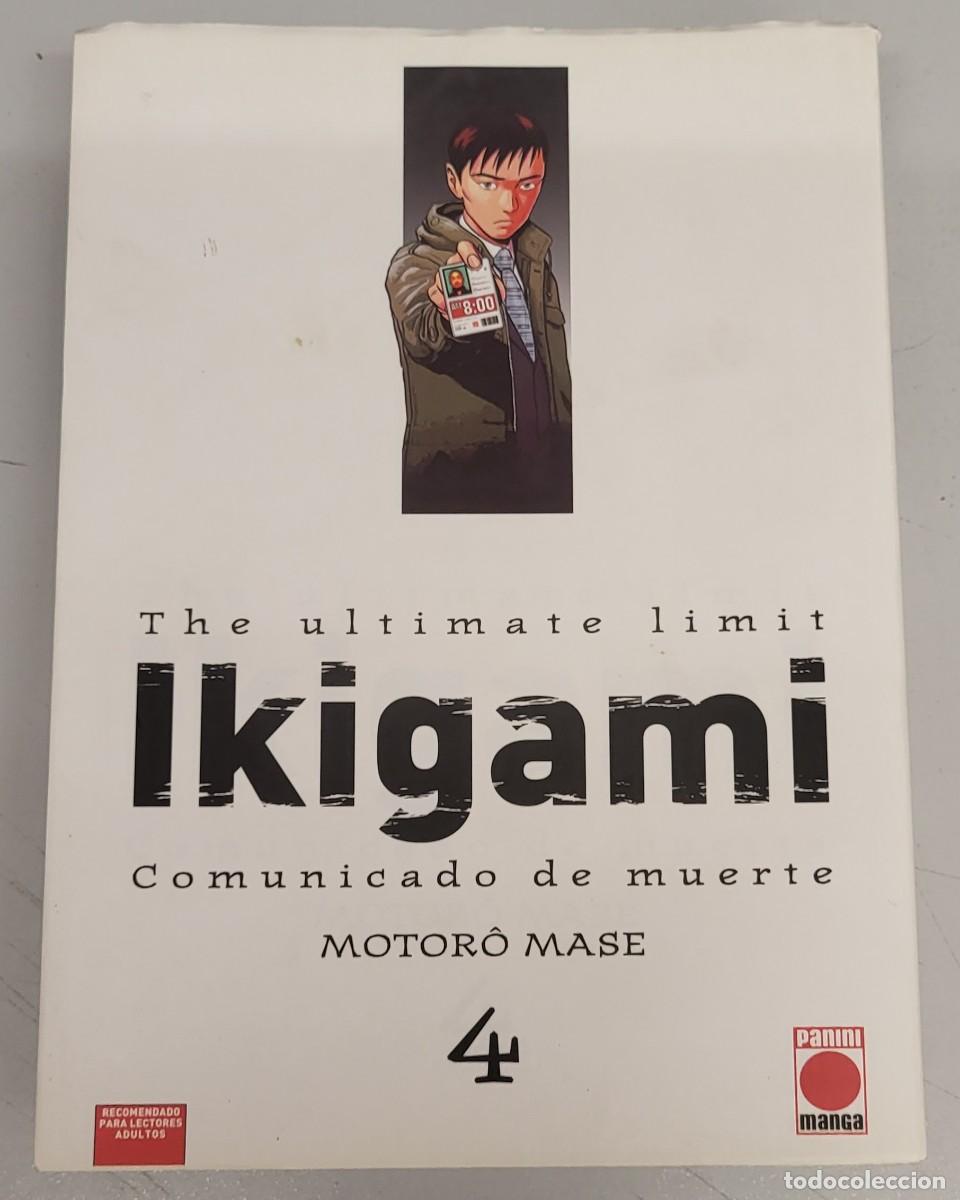 8:00
The ultimate limit
Ikigami
Comunicado de muerte
MOTORÔ MASE
4
RECOMENDADO
PARA LECTORES
ADULTOS
PANINI
manga
todocoleccion